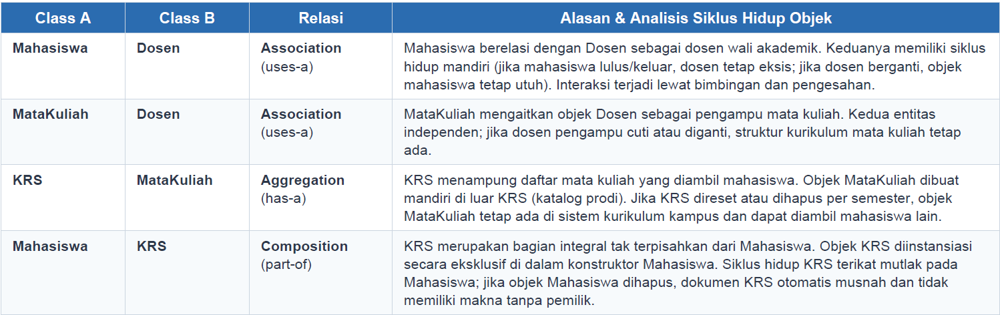 Class A Class B Relasi Alasan & Analisis Siklus Hidup Objek
Mahasiswa Dosen Association Mahasiswa berelasi dengan Dosen sebagai dosen wali akademik. Keduanya memiliki siklus
(uses-a) hidup mandiri (jika mahasiswa lulus/keluar, dosen tetap eksis; jika dosen berganti, objek
mahasiswa tetap utuh). Interaksi terjadi lewat bimbingan dan pengesahan.
MataKuliah Dosen Association MataKuliah mengaitkan objek Dosen sebagai pengampu mata kuliah. Kedua entitas
(uses-a) independen; jika dosen pengampu cuti atau diganti, struktur kurikulum mata kuliah tetap
ada.
KRS MataKuliah Aggregation KRS menampung daftar mata kuliah yang diambil mahasiswa. Objek MataKuliah dibuat
(has-a) mandiri di luar KRS (katalog prodi). Jika KRS direset atau dihapus per semester, objek
MataKuliah tetap ada di sistem kurikulum kampus dan dapat diambil mahasiswa lain.
Mahasiswa KRS Composition KRS merupakan bagian integral tak terpisahkan dari Mahasiswa. Objek KRS diinstansiasi
(part-of) secara eksklusif di dalam konstruktor Mahasiswa. Siklus hidup KRS terikat mutlak pada
Mahasiswa; jika objek Mahasiswa dihapus, dokumen KRS otomatis musnah dan tidak
memiliki makna tanpa pemilik.